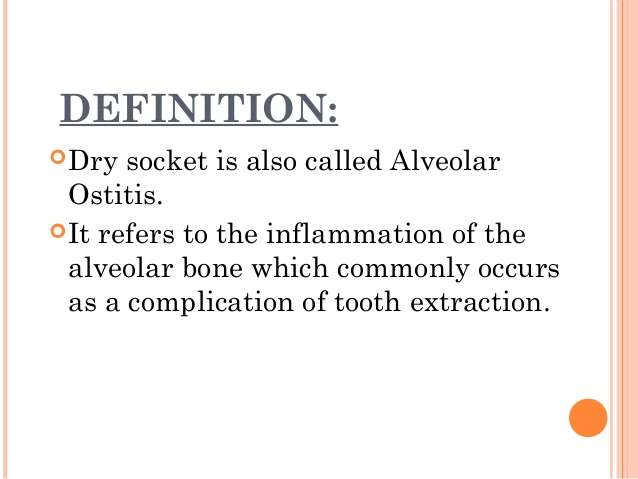 DEFINITION:
Dry socket is also called Alveolar
Ostitis.
It refers to the inflammation of the
alveolar bone which commonly occurs
as a complication of tooth extraction.